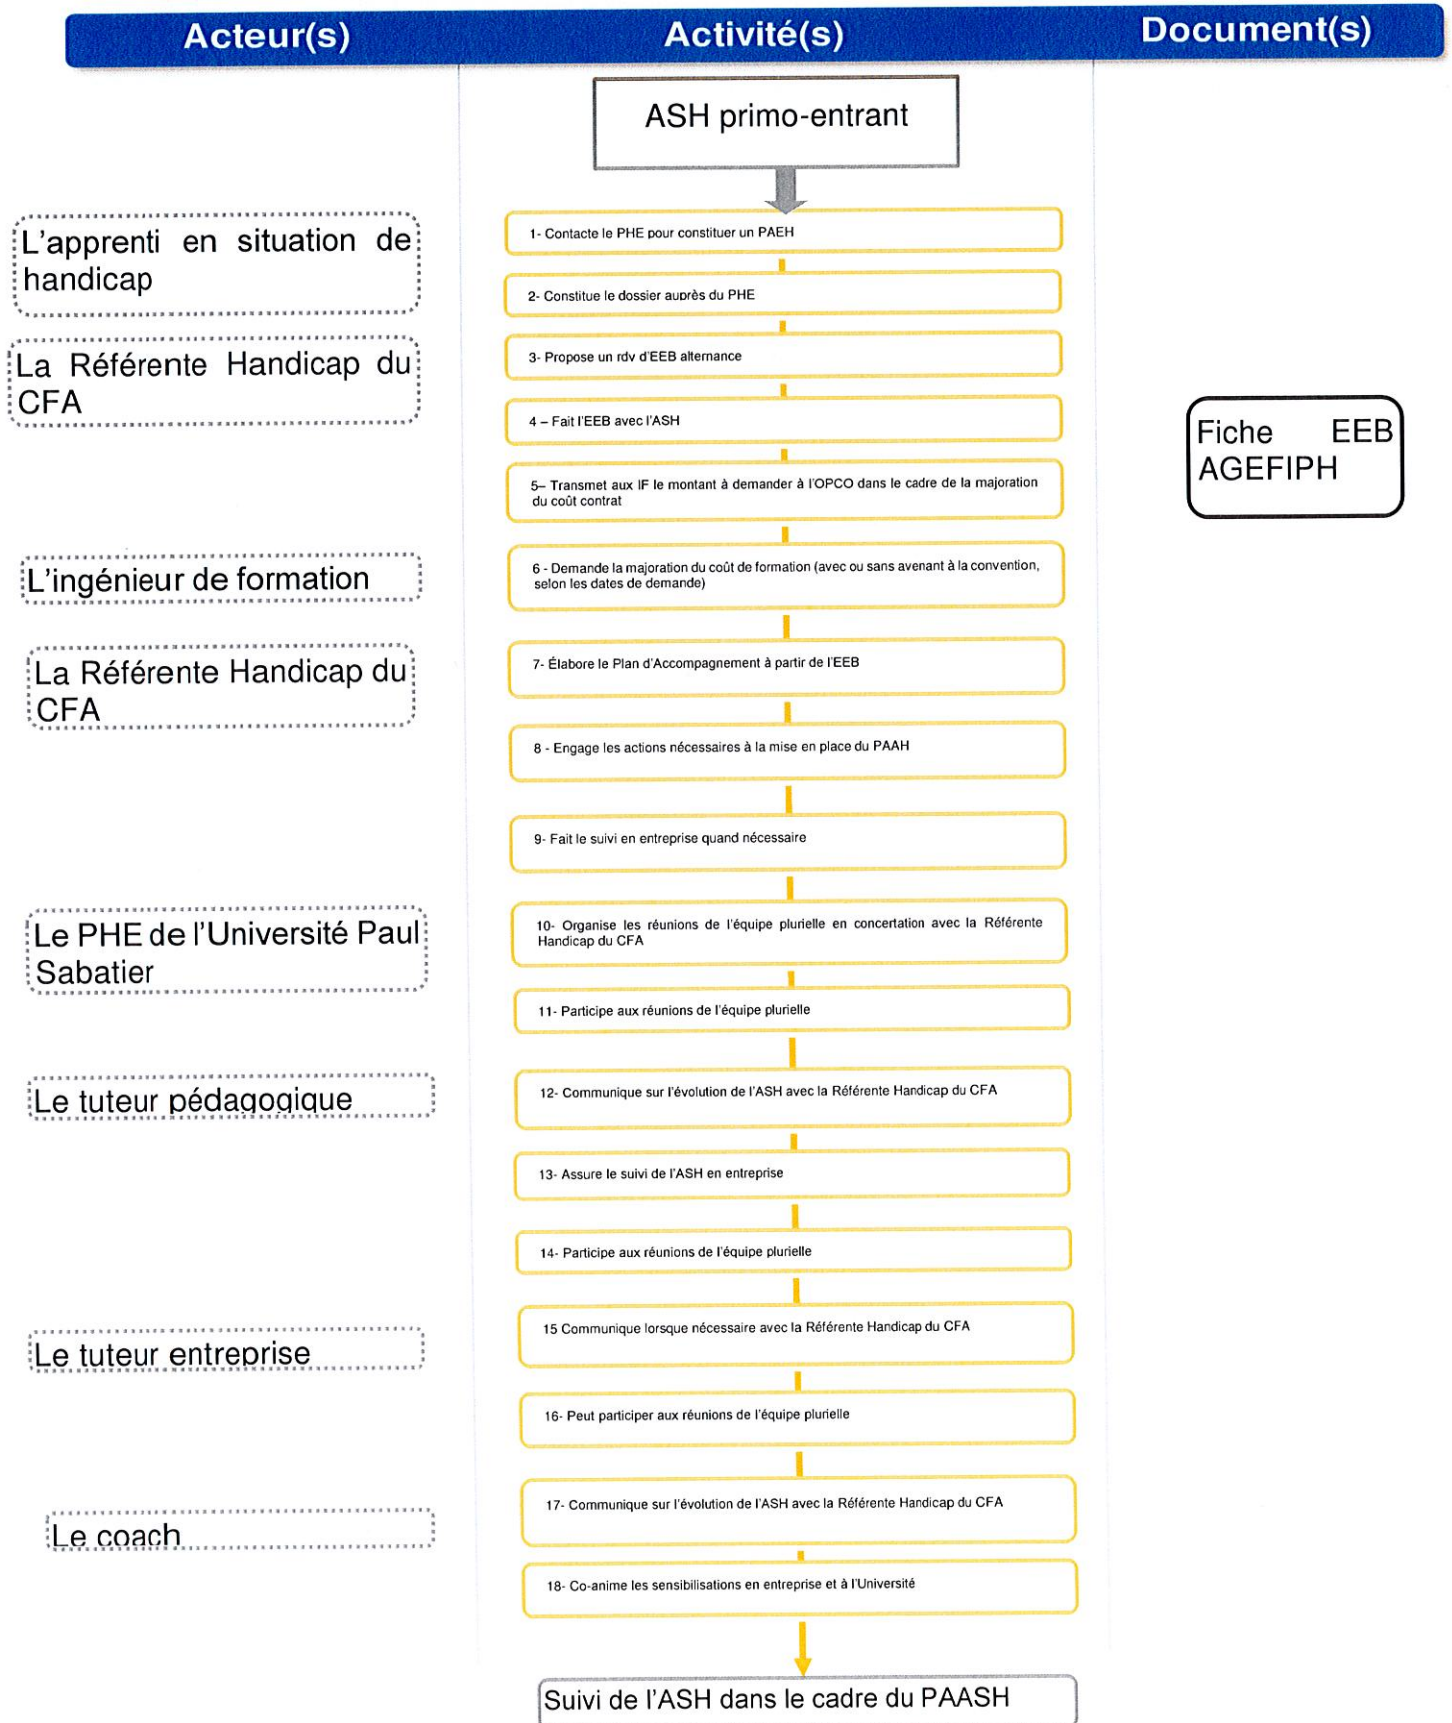 Acteur(s) Activité(s) Document(s)
ASH primo-entrant
L'apprenti en situation de
handicap
1- Contacte le PHE pour constituer un PAEH
2- Constitue le dossier auprès du PHE
La Référente Handicap du
CFA
3- Propose un rdv d'EEB alternance
4 – Fait l'EEB avec l'ASH
Fiche EEB
AGEFIPH
5– Transmet aux IF le montant à demander à l'OPCO dans le cadre de la majoration
du coût contrat
L'ingénieur de formation
6 - Demande la majoration du coût de formation (avec ou sans avenant à la convention,
selon les dates de demande)
La Référente Handicap du
CFA
7- Élabore le Plan d'Accompagnement à partir de l'EEB
8 - Engage les actions nécessaires à la mise en place du PAAH
9- Fait le suivi en entreprise quand nécessaire
Le PHE de l'Université Paul
Sabatier
10- Organise les réunions de l'équipe plurielle en concertation avec la Référente
Handicap du CFA
11- Participe aux réunions de l'équipe plurielle
Le tuteur pédagogique
12- Communique sur l'évolution de l'ASH avec la Référente Handicap du CFA
13- Assure le suivi de l'ASH en entreprise
14- Participe aux réunions de l'équipe plurielle
Le tuteur entreprise
15 Communique lorsque nécessaire avec la Référente Handicap du CFA
16- Peut participer aux réunions de l'équipe plurielle
Le coach
17- Communique sur l'évolution de l'ASH avec la Référente Handicap du CFA
18- Co-anime les sensibilisations en entreprise et à l'Université
Suivi de l'ASH dans le cadre du PAASH